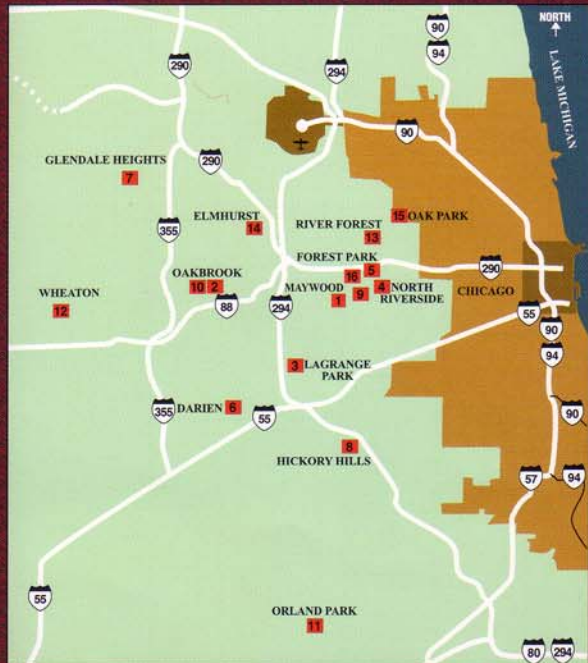 NORTH
LAKE MICHIGAN
90
94
290
294
90
GLENDALE HEIGHTS
7
290
ELMHURST
14
RIVER FOREST
13
15 OAK PARK
355
FOREST PARK
5
16
290
OAKBROOK
10 2
MAYWOOD
1
9
4 NORTH
RIVERSIDE
CHICAGO
WHEATON
12
88
294
55
90
94
3 LAGRANGE
PARK
355
DARIEN 6
55
90
8
HICKORY HILLS
57
94
55
ORLAND PARK
11
80
294